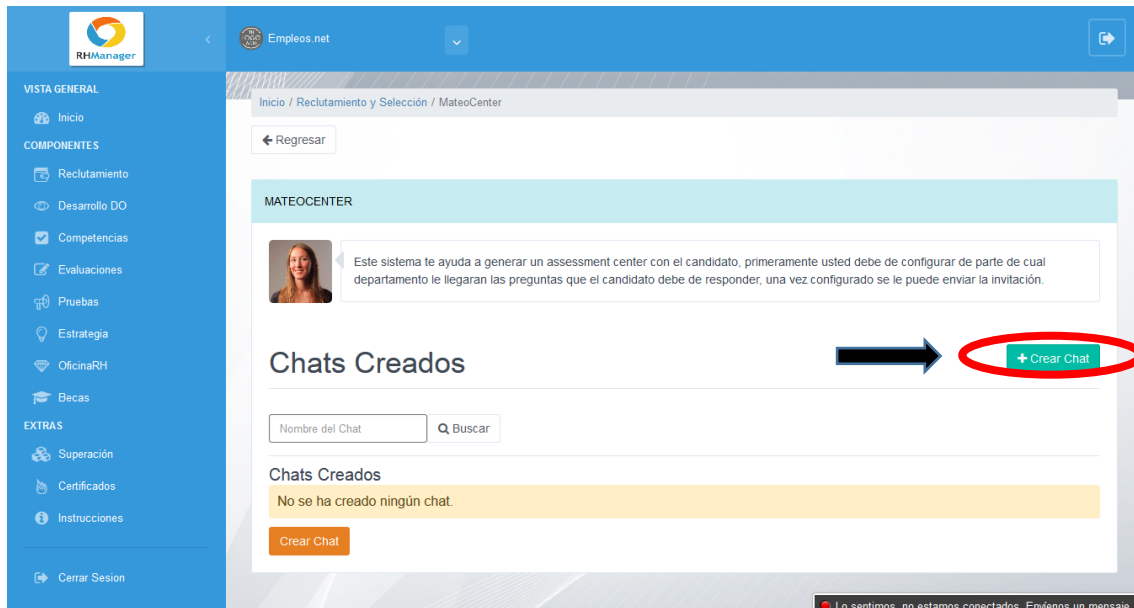 RHManager
Empleos.net
VISTA GENERAL
Inicio
COMPONENTES
Reclutamiento
Desarrollo DO
Competencias
Evaluaciones
Pruebas
Estrategia
OficinaRH
Becas
EXTRAS
Superación
Certificados
Instrucciones
Cerrar Sesion
Inicio / Reclutamiento y Selección / MateoCenter
Regresar
MATEOCENTER
Este sistema te ayuda a generar un assessment center con el candidato, primeramente usted debe de configurar de parte de cual
departamento le llegaran las preguntas que el candidato debe de responder, una vez configurado se le puede enviar la invitación.
Chats Creados
+ Crear Chat
Nombre del Chat
Buscar
Chats Creados
No se ha creado ningún chat.
Crear Chat
Lo sentimos, no estamos conectados. Envíenos un mensaje